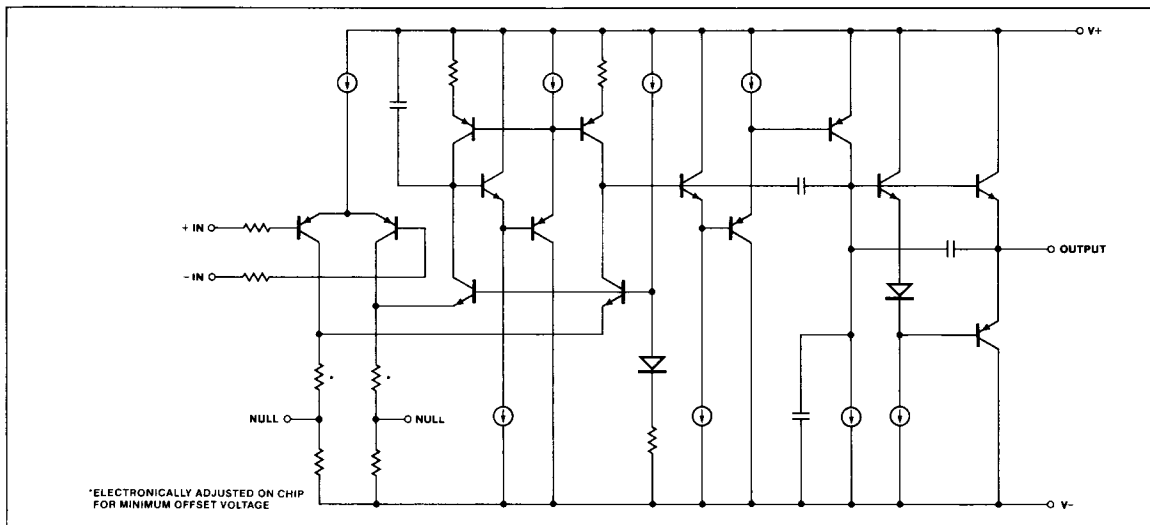 V+
+ IN
- IN
OUTPUT
NULL
NULL
*ELECTRONICALLY ADJUSTED ON CHIP
FOR MINIMUM OFFSET VOLTAGE
V-